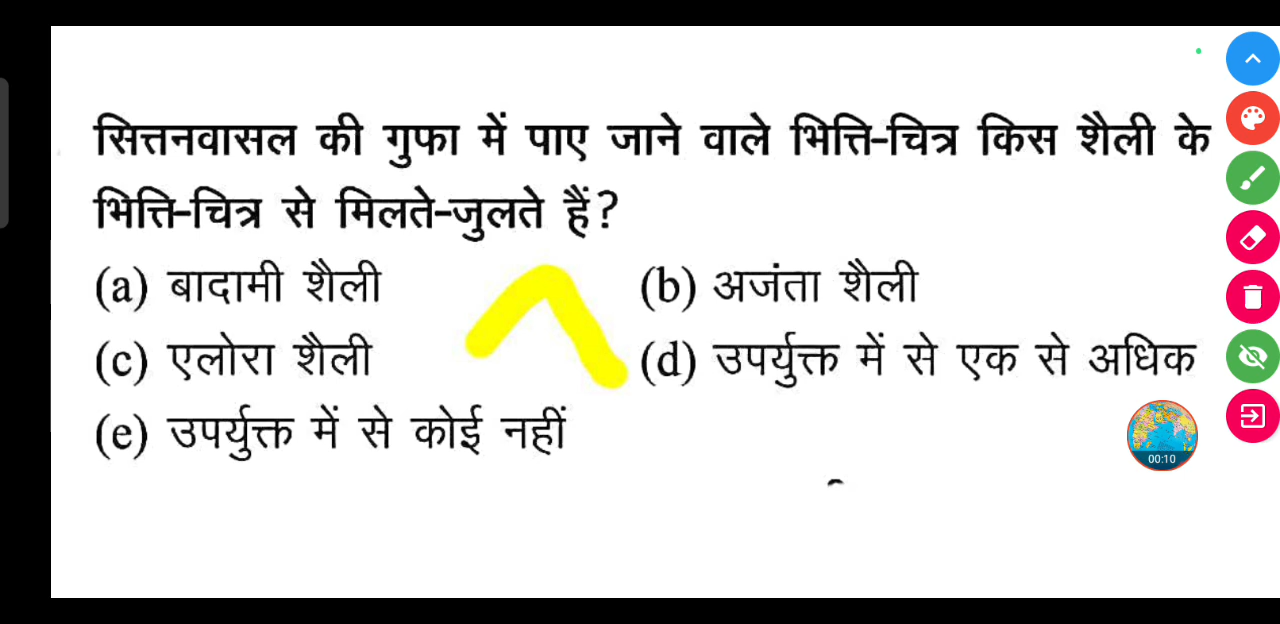 सित्तनवासल की गुफा में पाए जाने वाले भित्ति-चित्र किस शैली के
भित्ति-चित्र से मिलते-जुलते हैं?
(a) बादामी शैली (b) अजंता शैली
(c) एलोरा शैली (d) उपर्युक्त में से एक से अधिक
(e) उपर्युक्त में से कोई नहीं
00:10